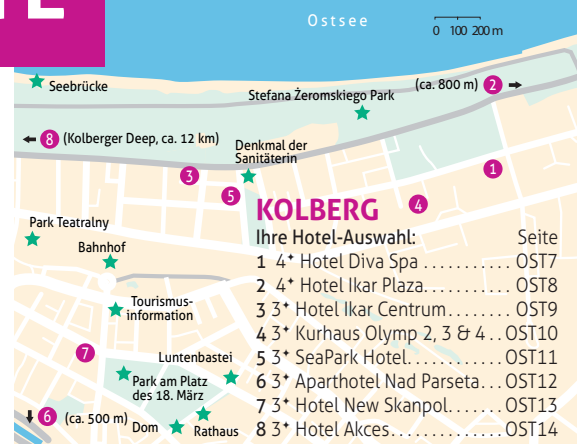 TE
Ostsee
0 100 200 m
Seebrücke
Stefana Żeromskiego Park
(ca. 800 m) 2
8 (Kolberger Deep, ca. 12 km)
Denkmal der
Sanitäterin
1
3
5
4
Park Teatralny
Bahnhof
Tourismus-
information
7
Luntenbastei
Park am Platz
des 18. März
6 (ca. 500 m)
Dom
Rathaus
KOLBERG
Ihre Hotel-Auswahl: Seite
1 4+ Hotel Diva Spa ........... OST7
2 4+ Hotel Ikar Plaza........... OST8
3 3+ Hotel Ikar Centrum........ OST9
4 3+ Kurhaus Olymp 2, 3 & 4 .. OST10
5 3+ SeaPark Hotel............. OST11
6 3+ Aparthotel Nad Parseta... OST12
7 3+ Hotel New Skanpol....... OST13
8 3+ Hotel Akces............... OST14